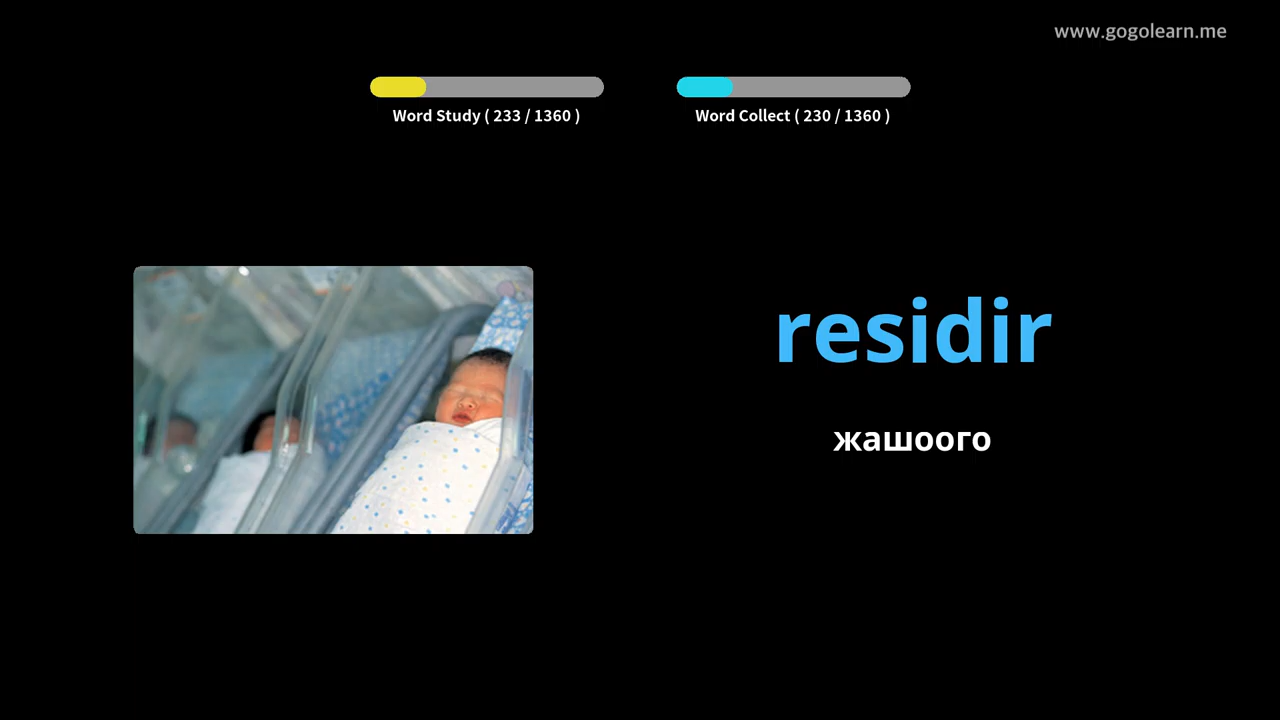 www.gogolearn.me
Word Study ( 233 / 1360 )
Word Collect ( 230 / 1360 )
residir
жашоого